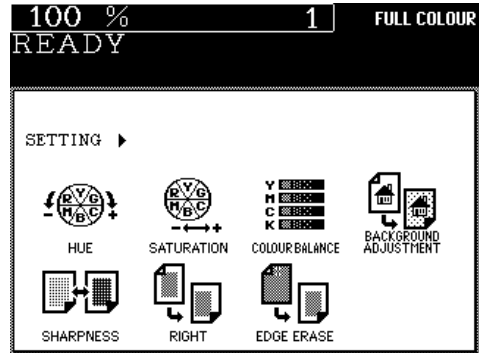 100 % 1 FULL COLOUR
READY
SETTING ▶
R Y G M B C
R Y G M B C
Y
M
C
K
HUE SATURATION COLOUR BALANCE BACKGROUND ADJUSTMENT
SHARPNESS RIGHT EDGE ERASE